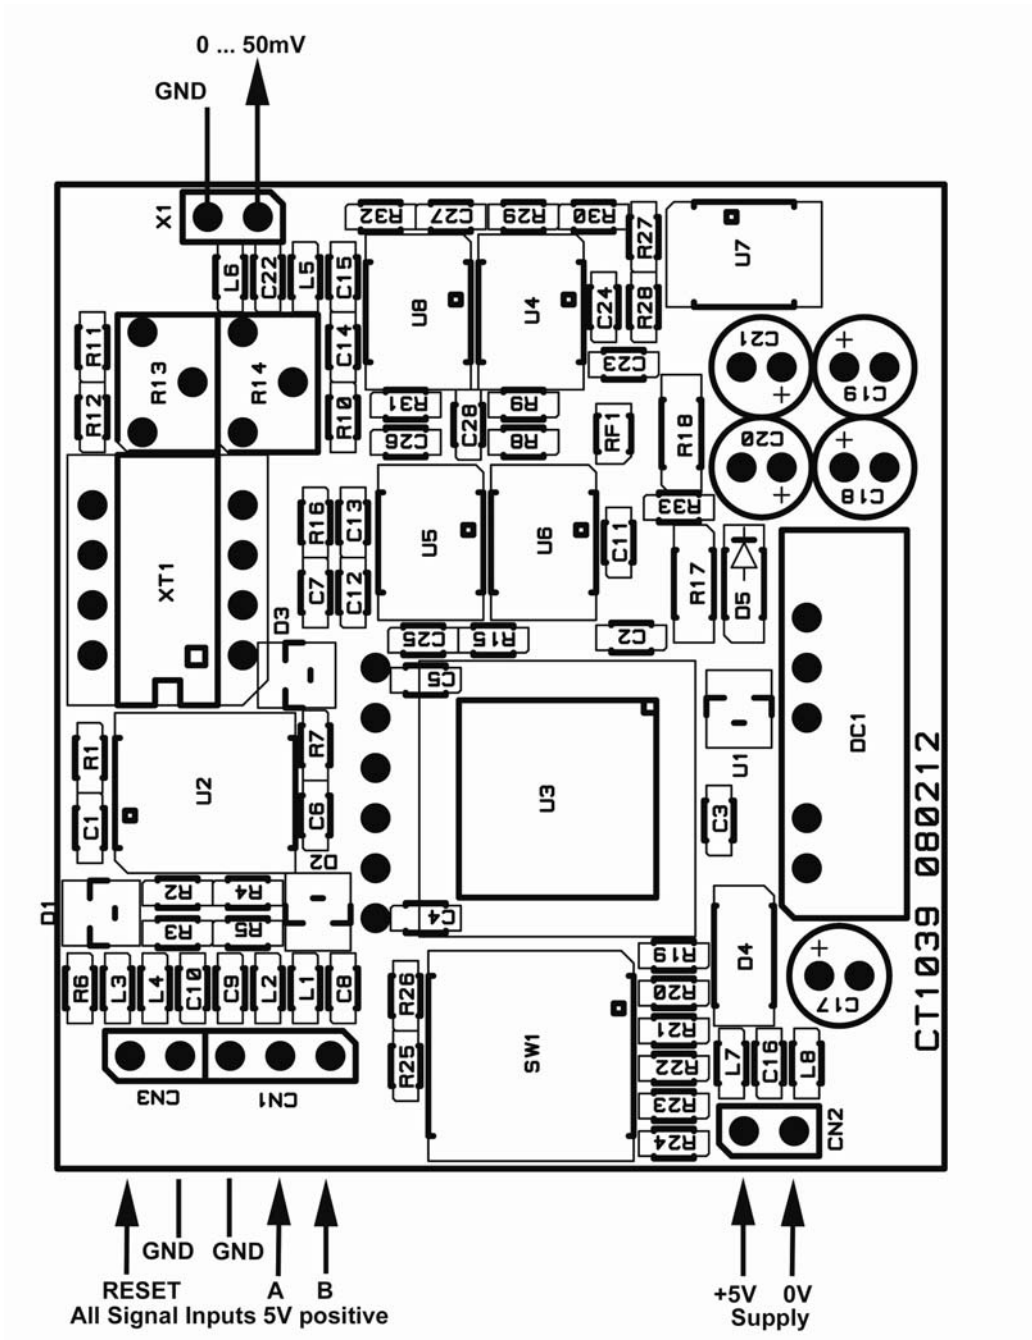 0 ... 50mV
GND
X1
R32 C27 R29 R30
R27
U7
L6 C22 L5 C15
U8 U4
C24 R28
R11
R13 R14
C14
C23
C21
C19
R12
R10
R31
C28
R9
RF1
R18
C26
R8
C20
C18
R33
XT1
R16 C13
U5 U6
C11
R17
D5
C7 C12
D3
C25 R15
C2
C5
DC1
R1
U2
R7
U3
U1
C1
C6
C3
D2
CT1039 080212
D1
R2 R4
R3 R5
C4
R19
D4
C17
R6 L3 L4 C10 C9 L2 L1 C8
R26
R20
SW1
R21
R25
R22
L7 C16 L8
CN3 CN1
R23
R24
CN2
GND GND
RESET A B
All Signal Inputs 5V positive
+5V 0V
Supply